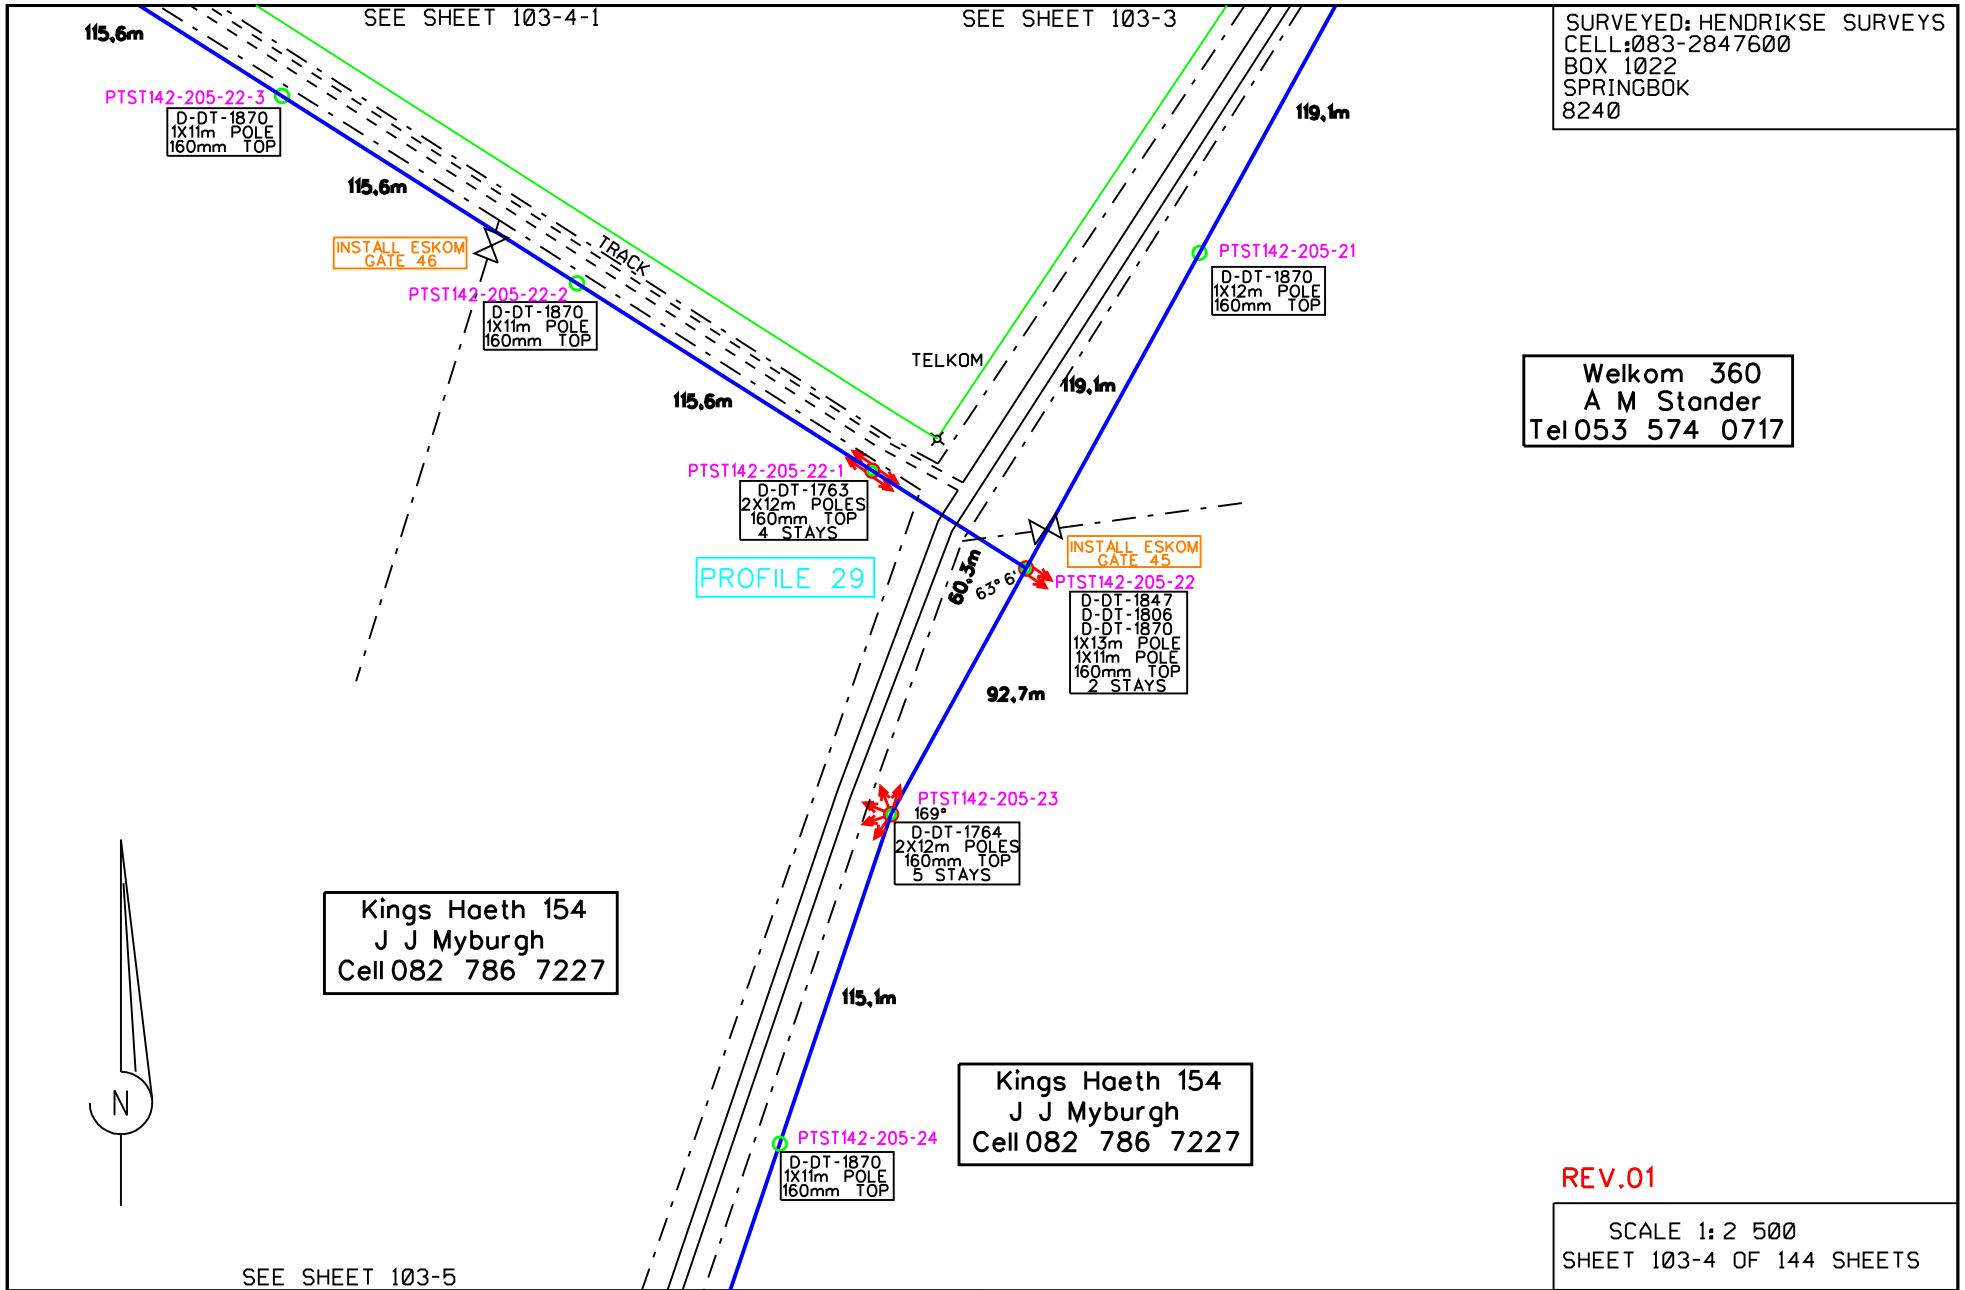 SEE SHEET 103-4-1
SEE SHEET 103-3
SURVEYED: HENDRIKSE SURVEYS
CELL:083-2847600
BOX 1022
SPRINGBOK
8240
115,6m
PTST142-205-22-3
D-DT-1870
1X11m POLE
160mm TOP
119,1m
115,6m
INSTALL ESKOM
GATE 46
TRACK
PTST142-205-22-2
D-DT-1870
1X11m POLE
160mm TOP
PTST142-205-21
D-DT-1870
1X12m POLE
160mm TOP
TELKOM
119,1m
115,6m
Welkom 360
A M Stander
Tel 053 574 0717
PTST142-205-22-1
D-DT-1763
2X12m POLES
160mm TOP
4 STAYS
PROFILE 29
60,3m
63° 6'
INSTALL ESKOM
GATE 45
PTST142-205-22
D-DT-1847
D-DT-1806
D-DT-1870
1X13m POLE
1X11m POLE
160mm TOP
2 STAYS
92,7m
PTST142-205-23
169°
D-DT-1764
2X12m POLES
160mm TOP
5 STAYS
Kings Haeth 154
J J Myburgh
Cell 082 786 7227
115,1m
N
Kings Haeth 154
J J Myburgh
Cell 082 786 7227
PTST142-205-24
D-DT-1870
1X11m POLE
160mm TOP
REV.01
SCALE 1: 2 500
SHEET 103-4 OF 144 SHEETS
SEE SHEET 103-5